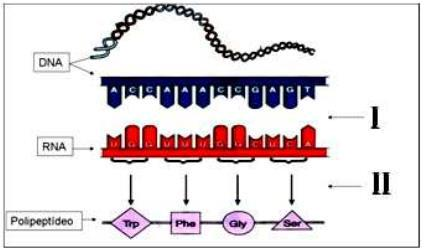 DNA
A C C A A A C C G A G T
I
RNA
U G G U U U G G C U C A
II
Polipeptídeo
Trp Phe Gly Ser